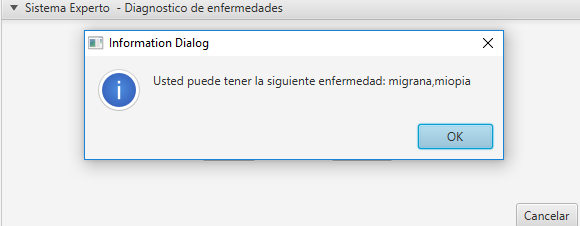 Sistema Experto - Diagnostico de enfermedades
Information Dialog
Usted puede tener la siguiente enfermedad: migrana,miopia
OK
Cancelar